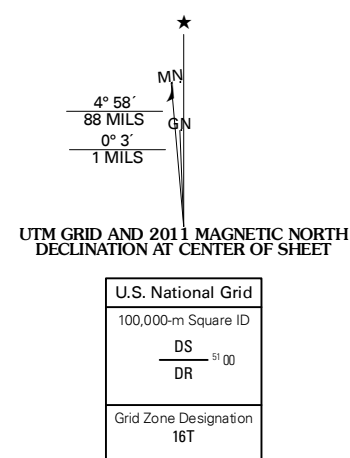 ★
MN
4° 58´
88 MILS
GN
0° 3´
1 MILS
UTM GRID AND 2011 MAGNETIC NORTH
DECLINATION AT CENTER OF SHEET
U.S. National Grid
100,000-m Square ID
DS
51 00
DR
Grid Zone Designation
16T